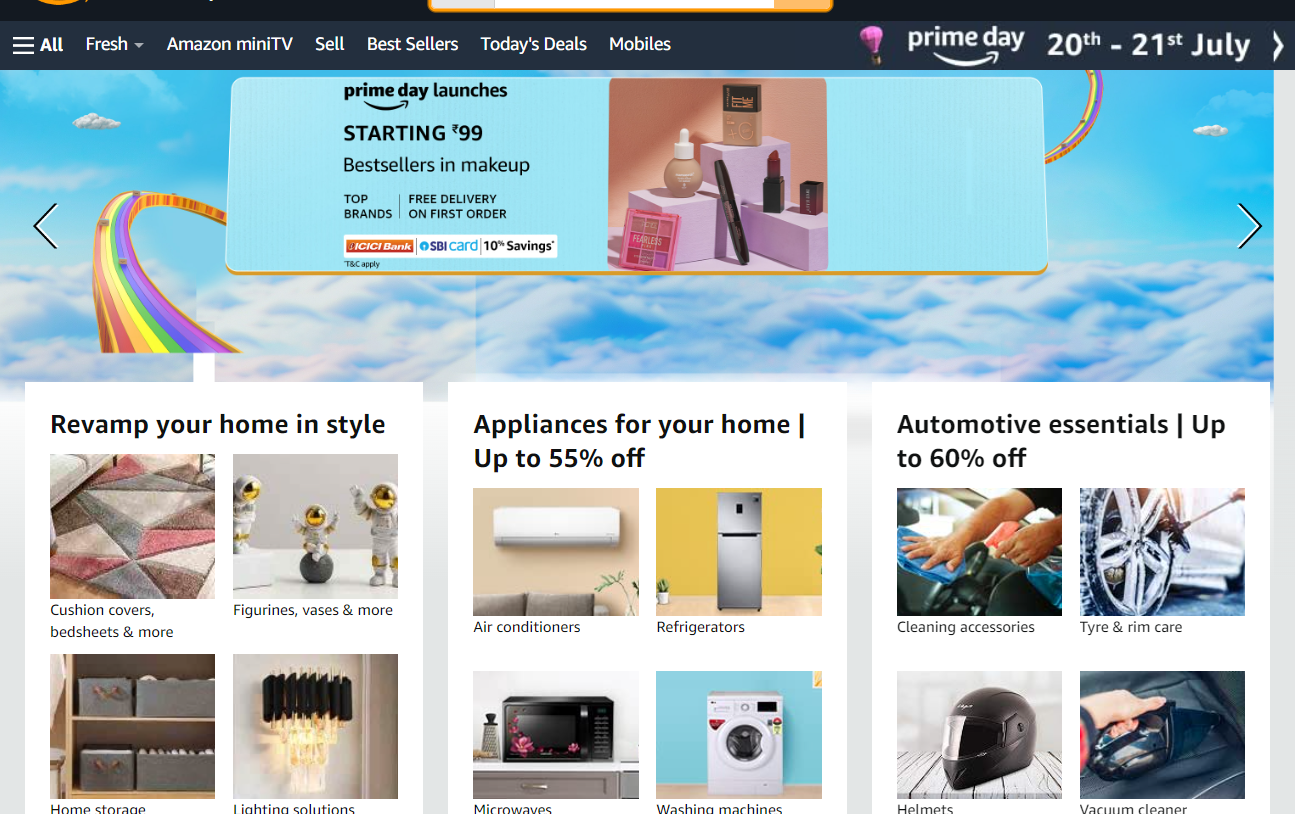 All
Fresh
Amazon miniTV
Sell
Best Sellers
Today's Deals
Mobiles
prime day 20th - 21st July
prime day launches
STARTING ₹99
Bestsellers in makeup
TOP BRANDS
FREE DELIVERY ON FIRST ORDER
ICICI Bank SBI card 10% Savings*
*T&C apply
FIT ME
FEARLESS
Revamp your home in style
Cushion covers,
bedsheets & more
Figurines, vases & more
Home storage
Lighting solutions
Appliances for your home |
Up to 55% off
Air conditioners
Refrigerators
Microwaves
Washing machines
Automotive essentials | Up
to 60% off
Cleaning accessories
Tyre & rim care
Helmets
Vacuum cleaner